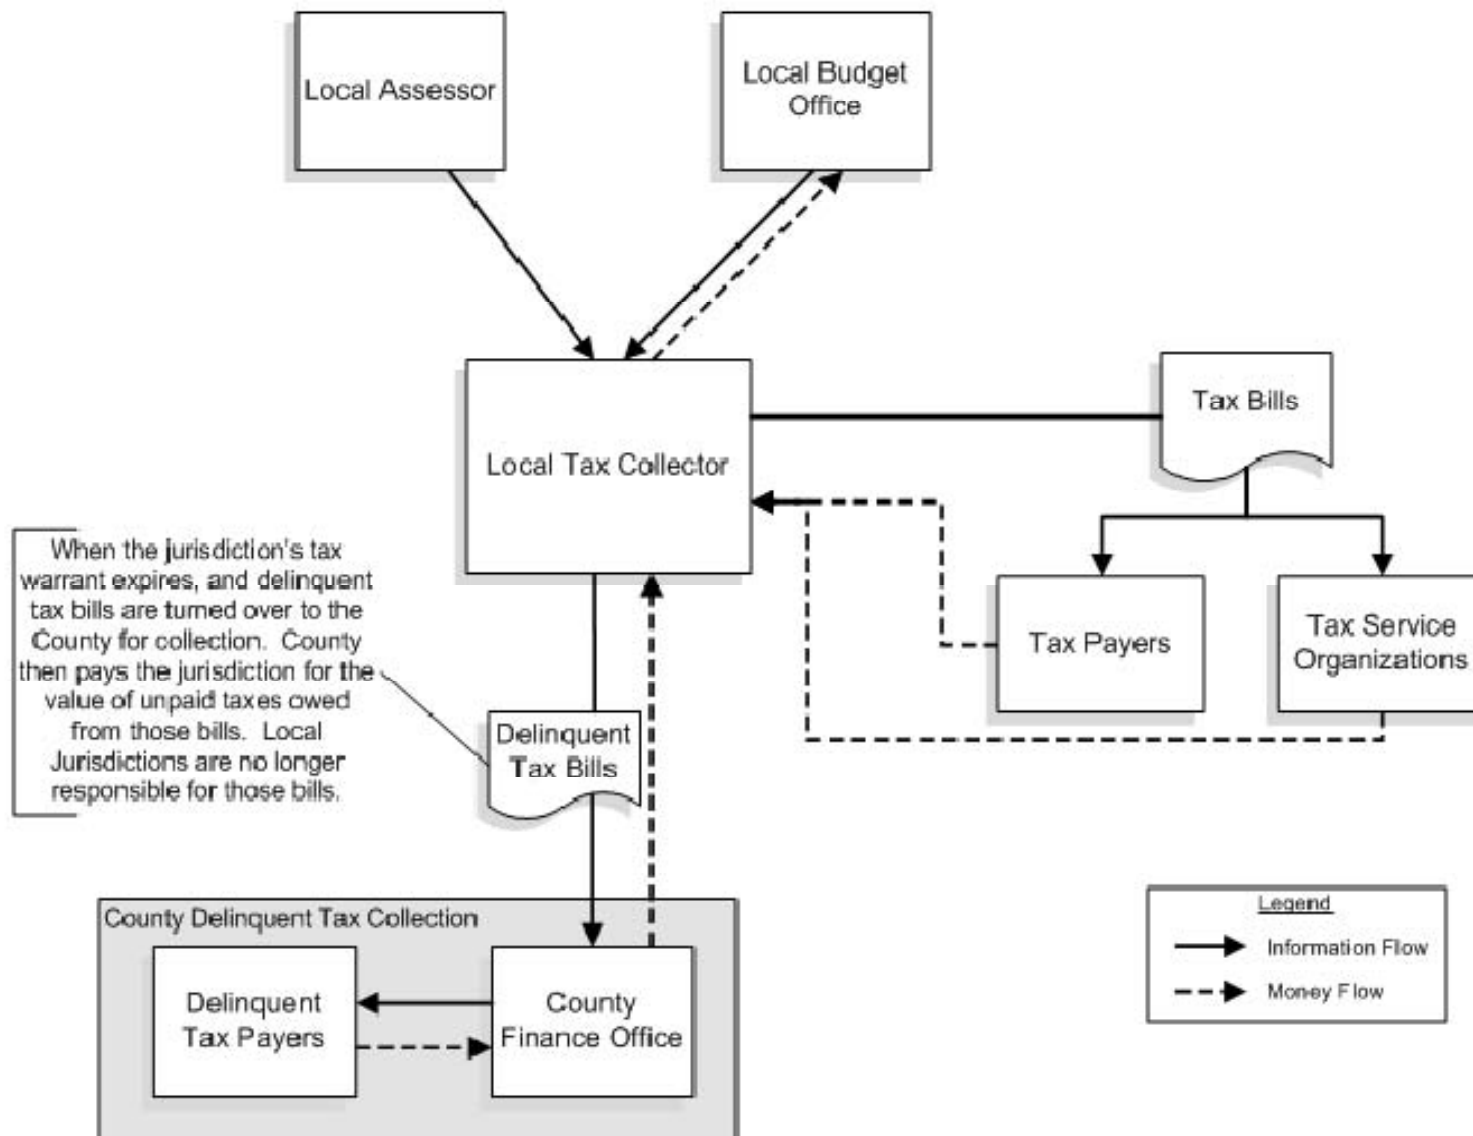 Local Assessor
Local Budget
Office
Local Tax Collector
Tax Bills
When the jurisdiction's tax
warrant expires, and delinquent
tax bills are turned over to the
County for collection. County
then pays the jurisdiction for the
value of unpaid taxes owed
from those bills. Local
Jurisdictions are no longer
responsible for those bills.
Tax Payers
Tax Service
Organizations
Delinquent
Tax Bills
County Delinquent Tax Collection
Delinquent
Tax Payers
County
Finance Office
Legend
Information Flow
Money Flow